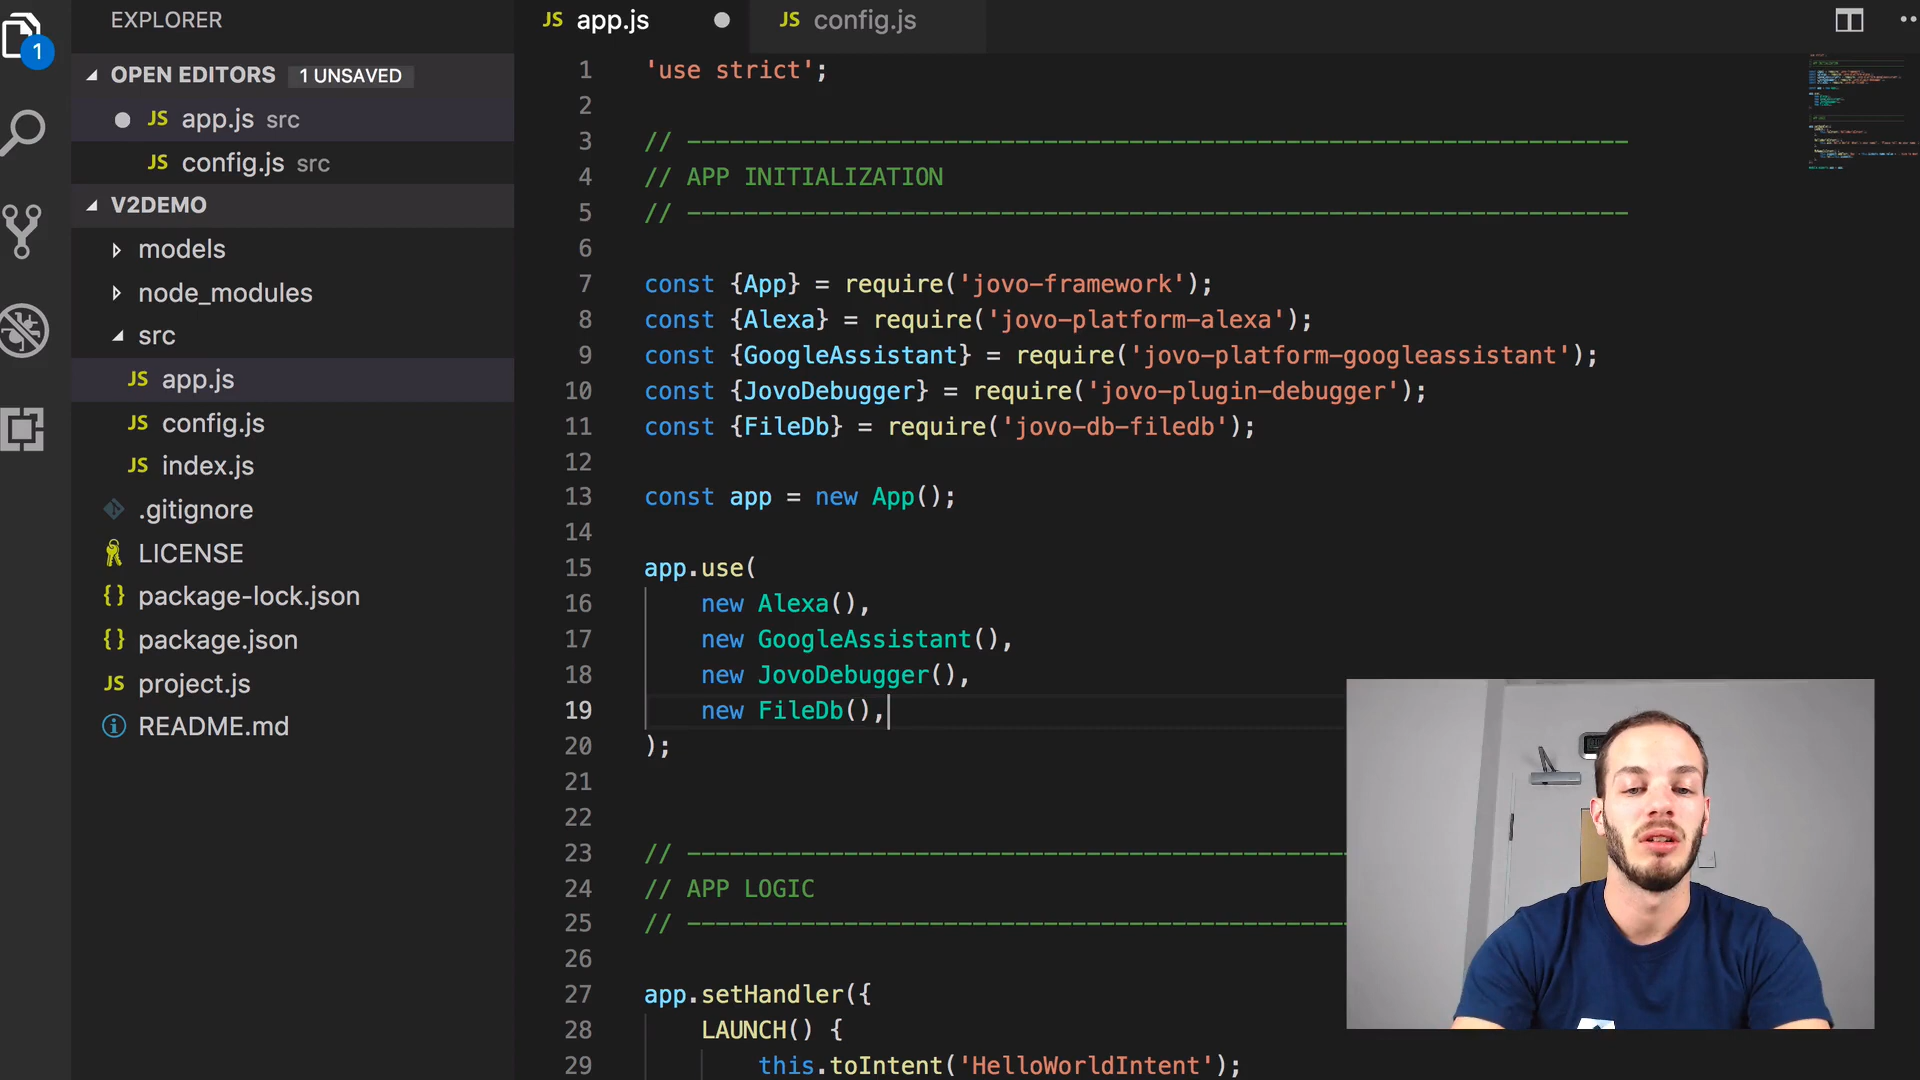 EXPLORER
OPEN EDITORS 1 UNSAVED
JS app.js src
JS config.js src
V2DEMO
models
node_modules
src
JS app.js
JS config.js
JS index.js
.gitignore
LICENSE
{} package-lock.json
{} package.json
JS project.js
README.md
1
JS app.js
JS config.js
1 'use strict';
2
3 // ------------------------------------------------------------------
4 // APP INITIALIZATION
5 // ------------------------------------------------------------------
6
7 const {App} = require('jovo-framework');
8 const {Alexa} = require('jovo-platform-alexa');
9 const {GoogleAssistant} = require('jovo-platform-googleassistant');
10 const {JovoDebugger} = require('jovo-plugin-debugger');
11 const {FileDb} = require('jovo-db-filedb');
12
13 const app = new App();
14
15 app.use(
16 new Alexa(),
17 new GoogleAssistant(),
18 new JovoDebugger(),
19 new FileDb(),
20 );
21
22
23 // ----------------------------------------------
24 // APP LOGIC
25 // ----------------------------------------------
26
27 app.setHandler({
28 LAUNCH() {
29 this.toIntent('HelloWorldIntent');